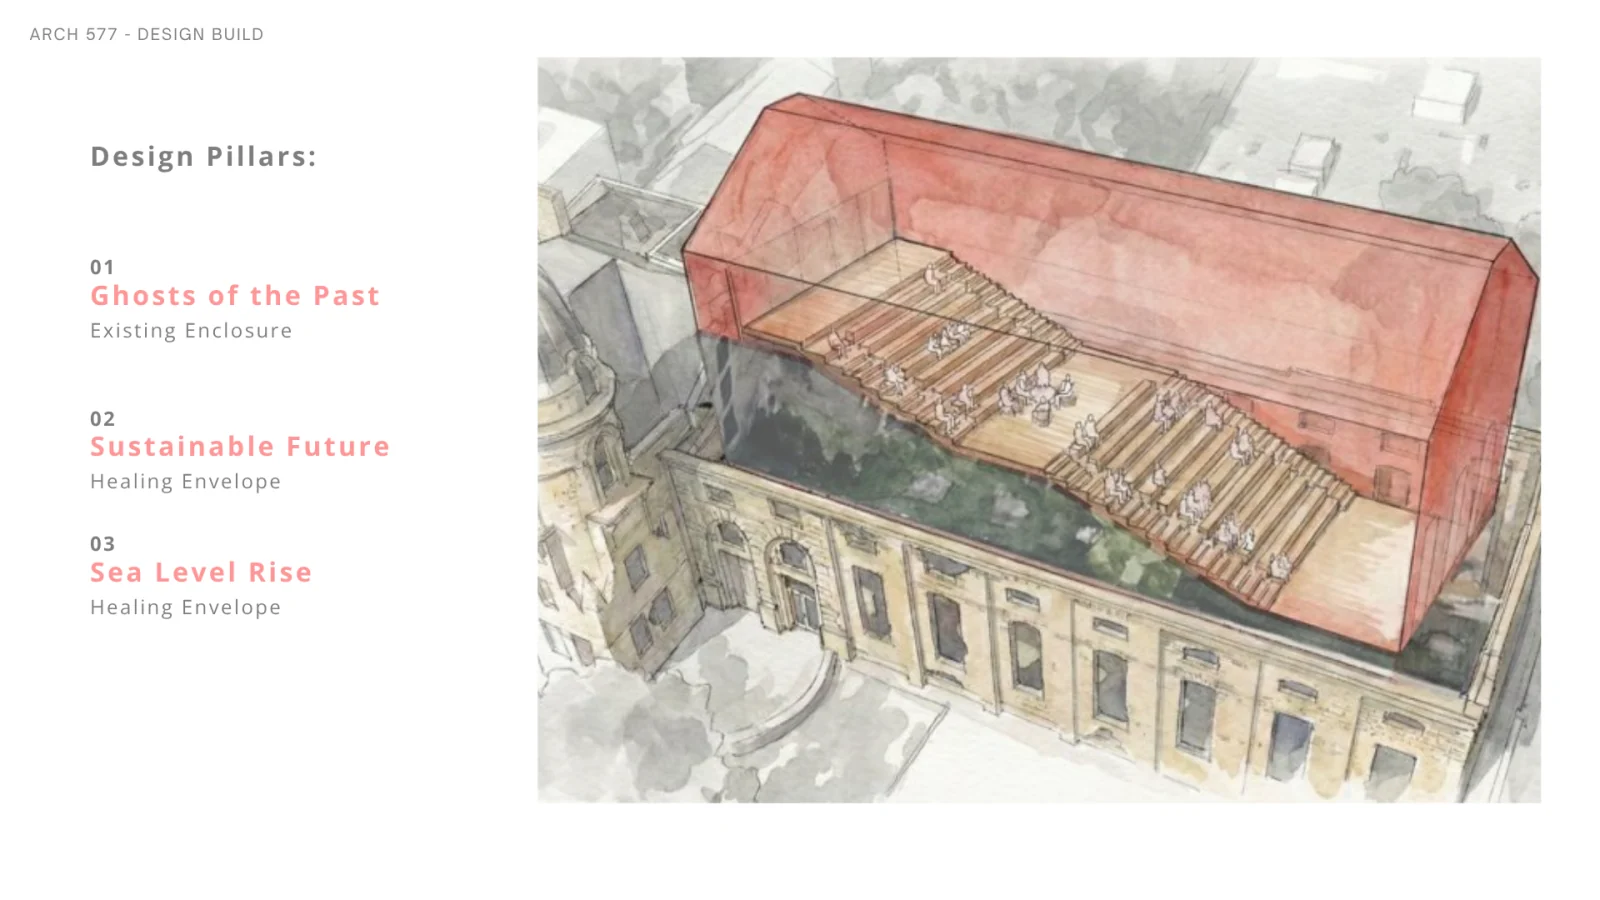 ARCH 577 - DESIGN BUILD
Design Pillars:
01
Ghosts of the Past
Existing Enclosure
02
Sustainable Future
Healing Envelope
03
Sea Level Rise
Healing Envelope